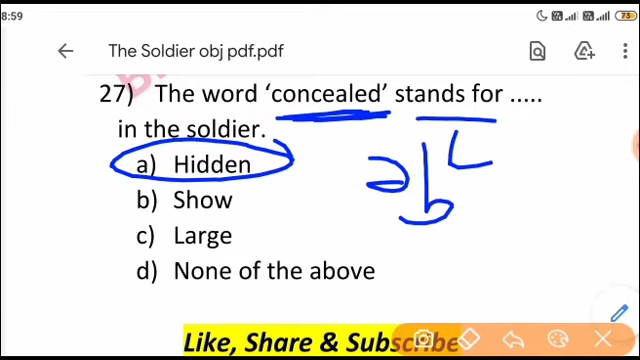 8:59
73
The Soldier obj pdf.pdf
27) The word ‘concealed’ stands for .....
in the soldier.
a) Hidden
b) Show
c) Large
d) None of the above
Like, Share & Subscribe